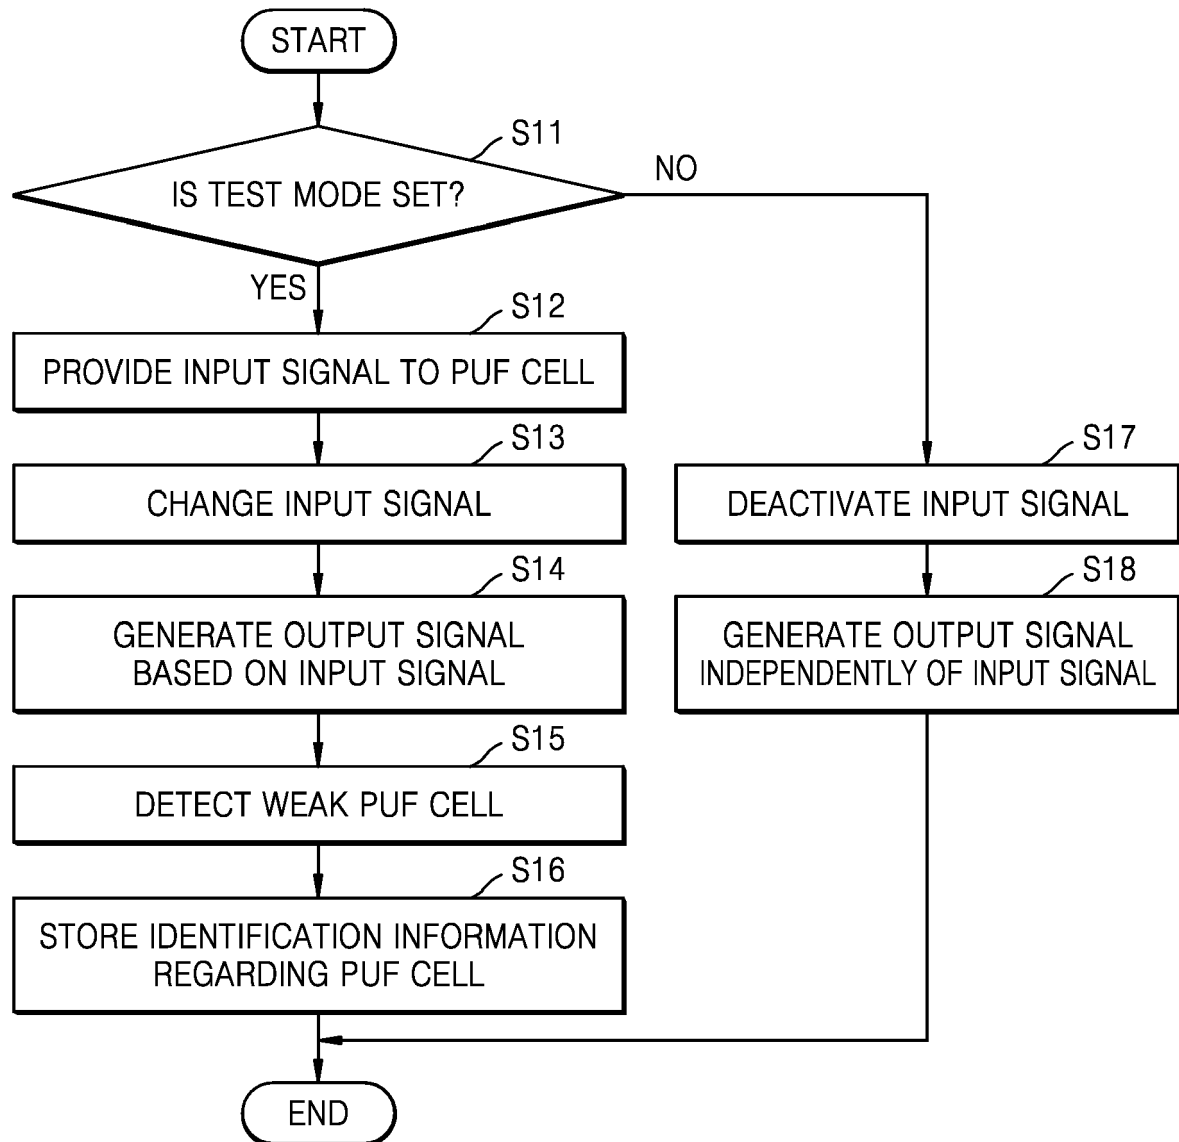 START
S11
IS TEST MODE SET?
NO
YES
S12
PROVIDE INPUT SIGNAL TO PUF CELL
S13
CHANGE INPUT SIGNAL
S14
GENERATE OUTPUT SIGNAL
BASED ON INPUT SIGNAL
S15
DETECT WEAK PUF CELL
S16
STORE IDENTIFICATION INFORMATION
REGARDING PUF CELL
S17
DEACTIVATE INPUT SIGNAL
S18
GENERATE OUTPUT SIGNAL
INDEPENDENTLY OF INPUT SIGNAL
END